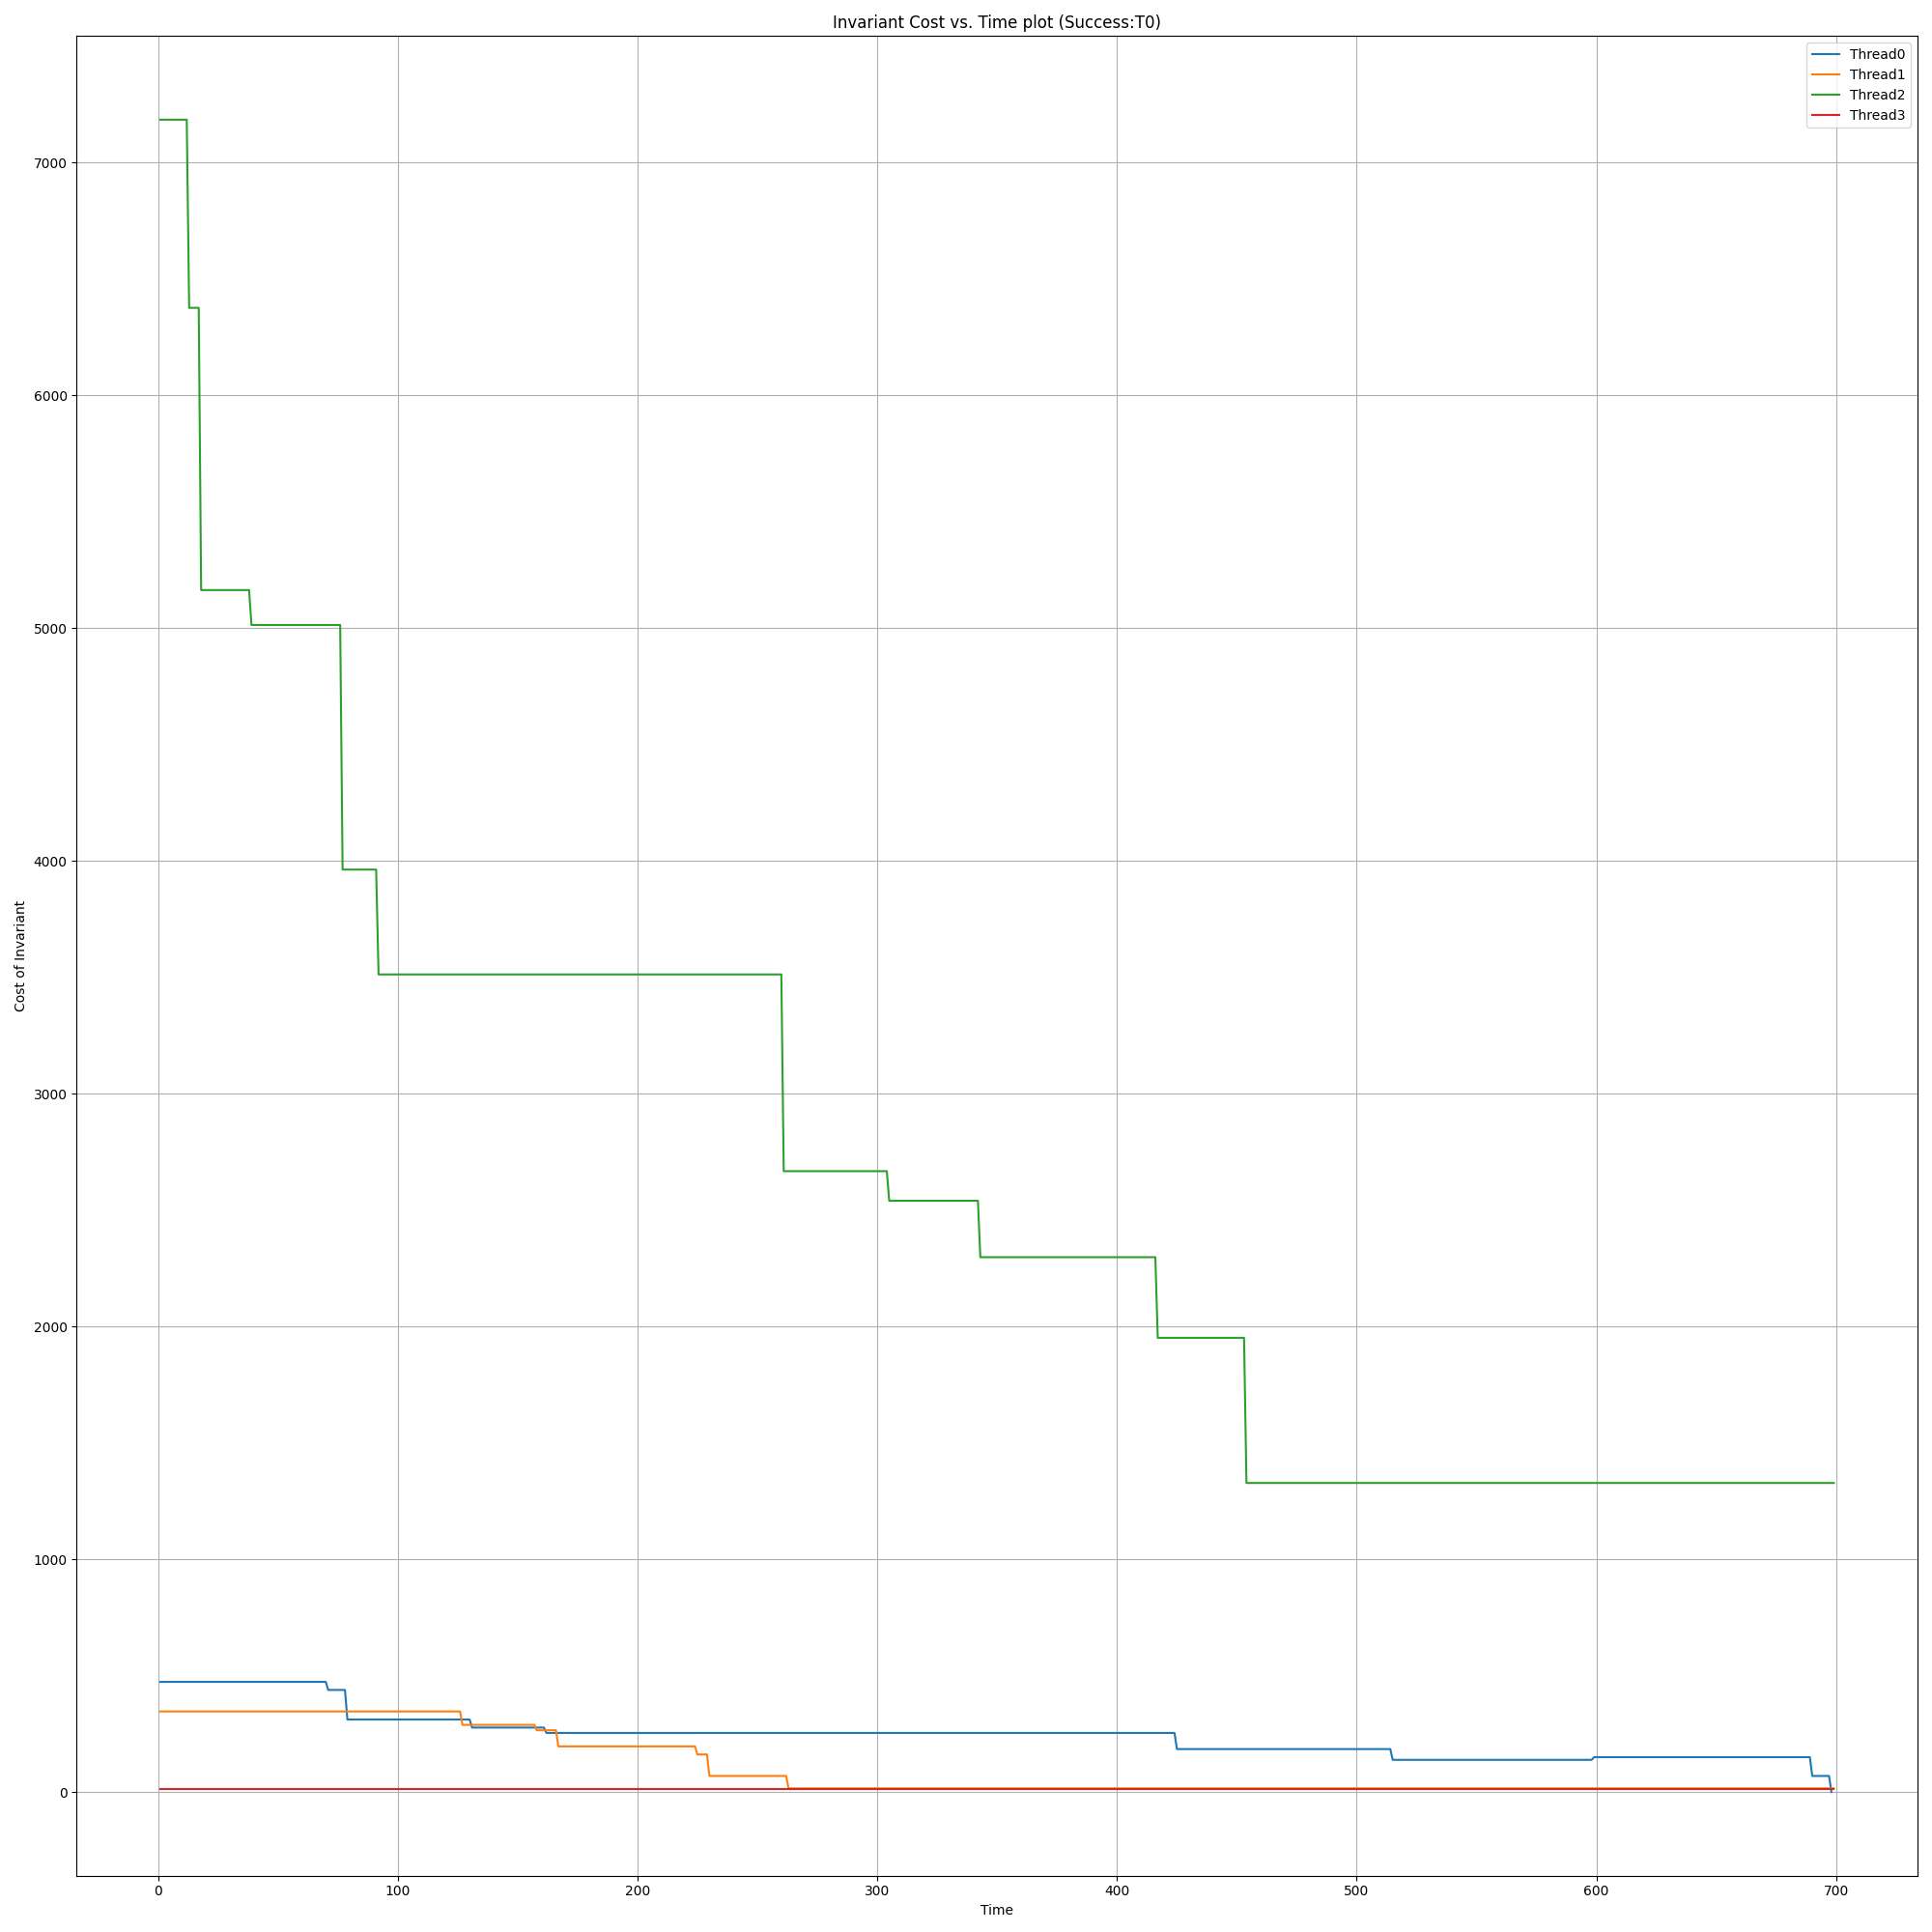 Invariant Cost vs. Time plot (Success:T0)
Thread0
Thread1
Thread2
Thread3
7000
6000
5000
4000
3000
2000
1000
0
Cost of Invariant
0 100 200 300 400 500 600 700
Time